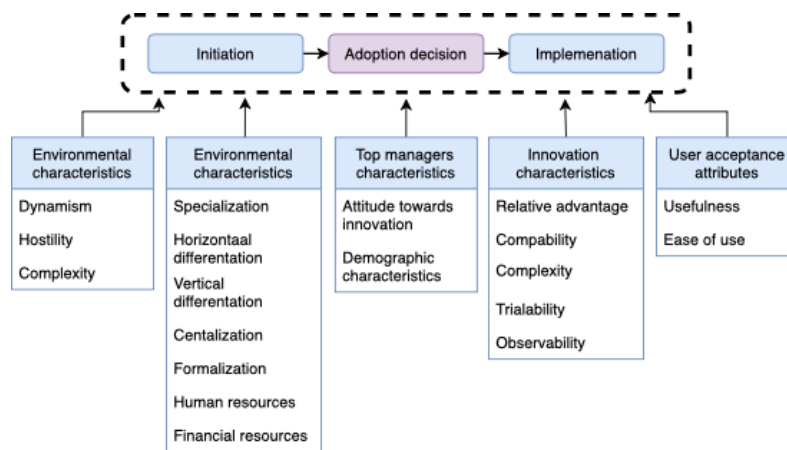 Initiation
Adoption decision
Implemenation
Environmental
characteristics
Dynamism
Hostility
Complexity
Environmental
characteristics
Specialization
Horizontaal
differentation
Vertical
differentation
Centalization
Formalization
Human resources
Financial resources
Top managers
characteristics
Attitude towards
innovation
Demographic
characteristics
Innovation
characteristics
Relative advantage
Compability
Complexity
Trialability
Observability
User acceptance
attributes
Usefulness
Ease of use